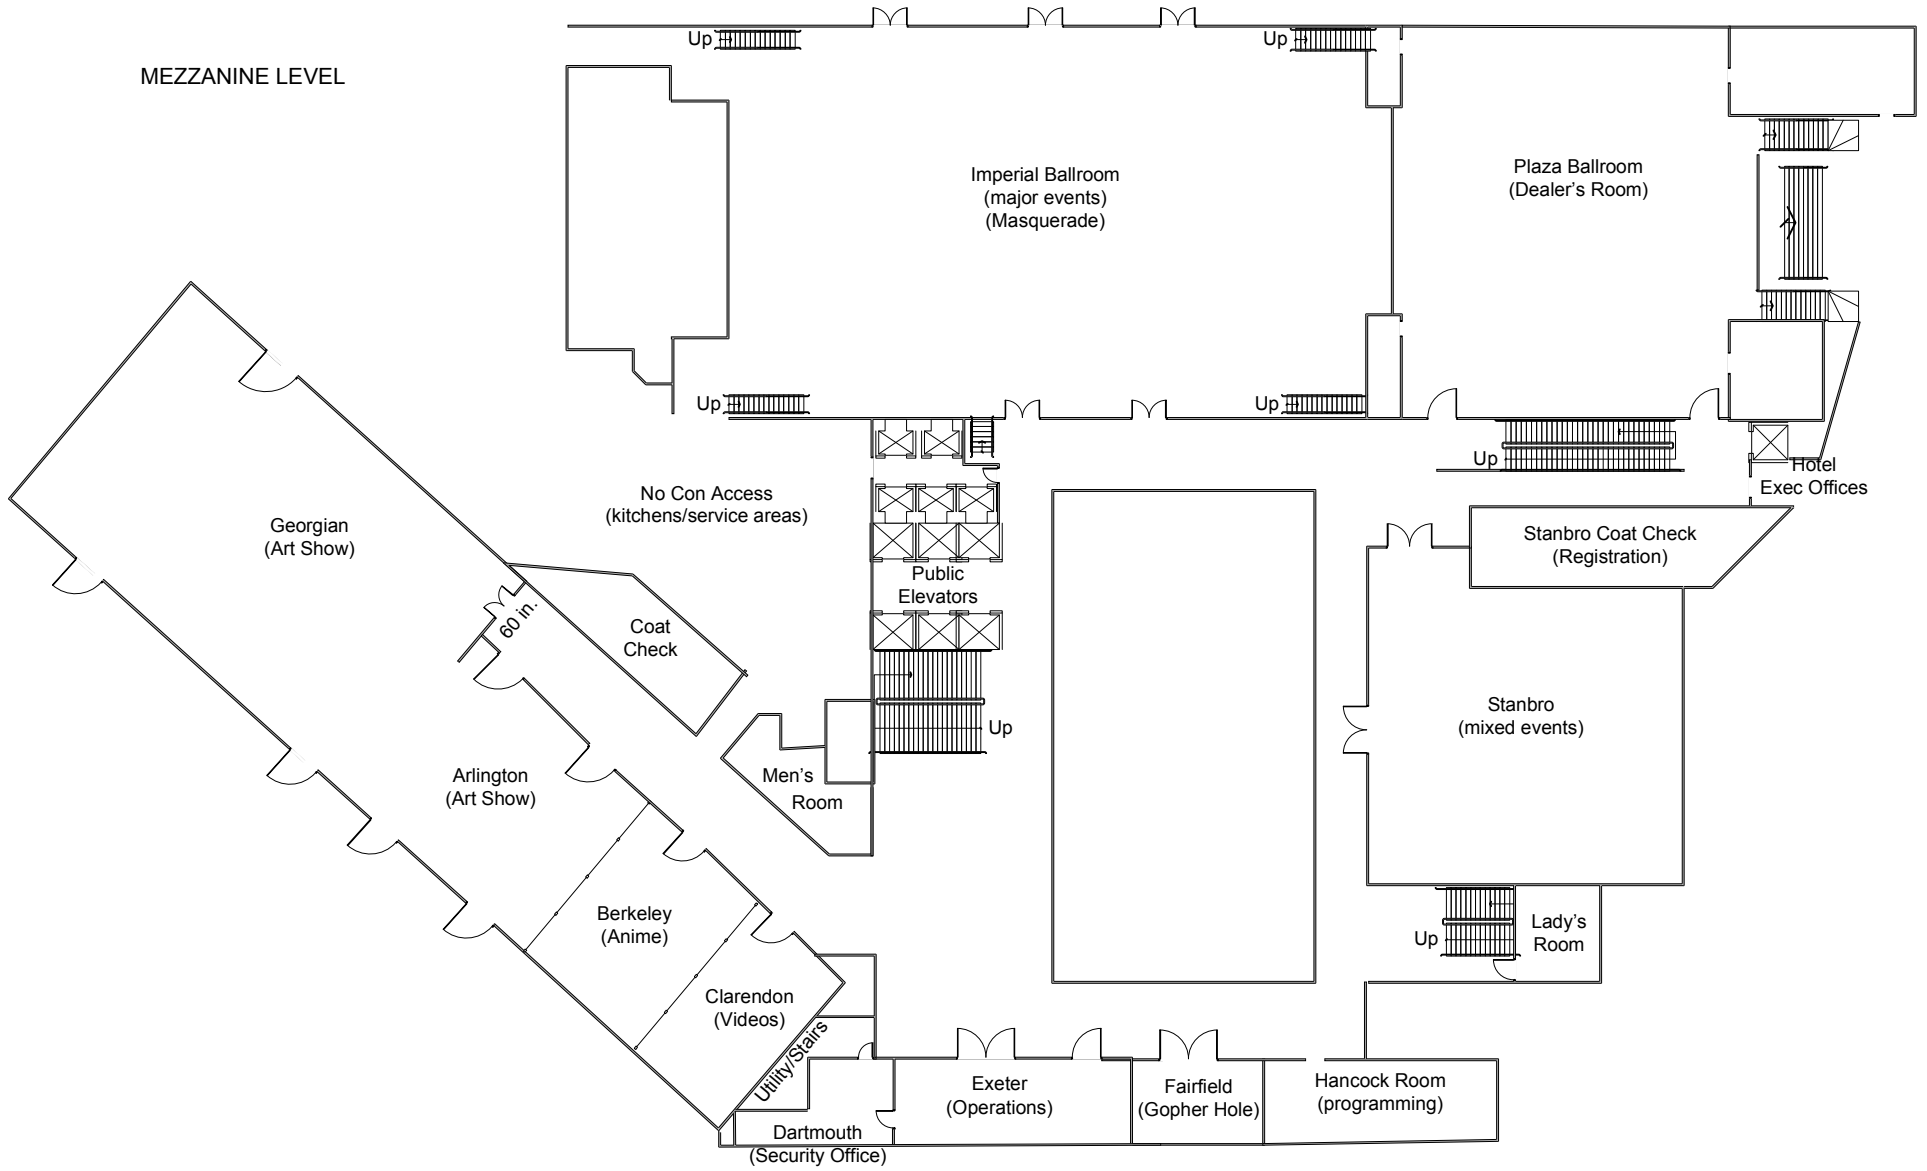 Up
Up
MEZZANINE LEVEL
Imperial Ballroom
(major events)
(Masquerade)
Plaza Ballroom
(Dealer's Room)
Up
Up
Up
Hotel
Exec Offices
No Con Access
(kitchens/service areas)
Georgian
(Art Show)
Stanbro Coat Check
(Registration)
Public
Elevators
60 in.
Coat
Check
Stanbro
(mixed events)
Up
Men's
Room
Arlington
(Art Show)
Berkeley
(Anime)
Lady's
Room
Up
Clarendon
(Videos)
Utility/Stairs
Exeter
(Operations)
Fairfield
(Gopher Hole)
Hancock Room
(programming)
Dartmouth
(Security Office)